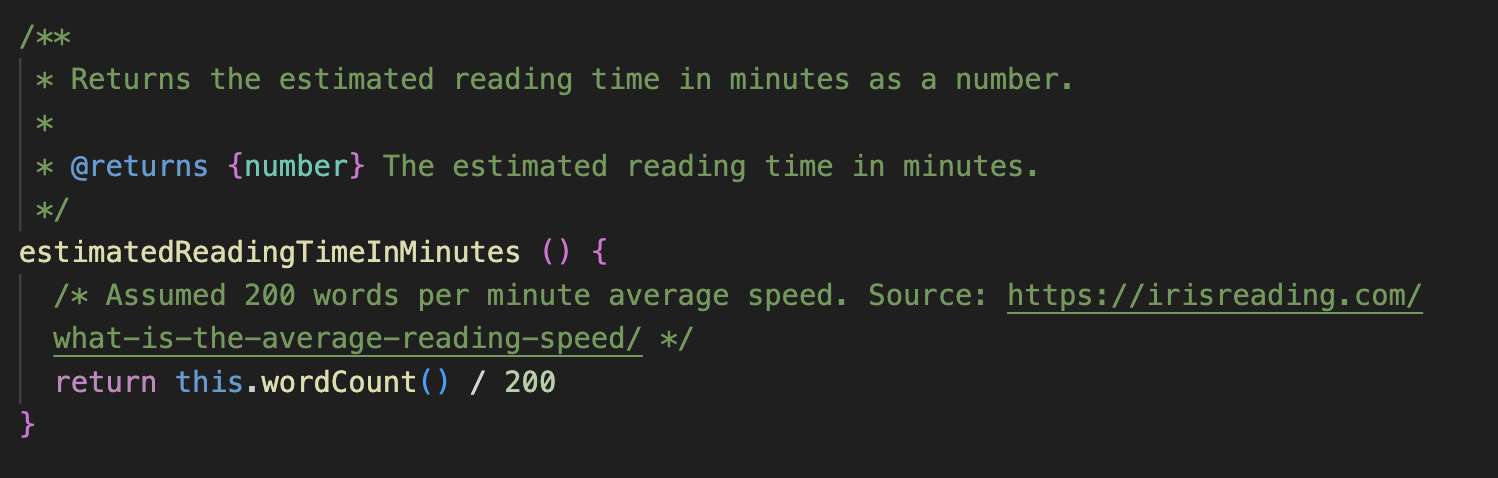 /**
 * Returns the estimated reading time in minutes as a number.
 *
 * @returns {number} The estimated reading time in minutes.
 */
estimatedReadingTimeInMinutes () {
  /* Assumed 200 words per minute average speed. Source: https://irisreading.com/
  what-is-the-average-reading-speed/ */
  return this.wordCount() / 200
}